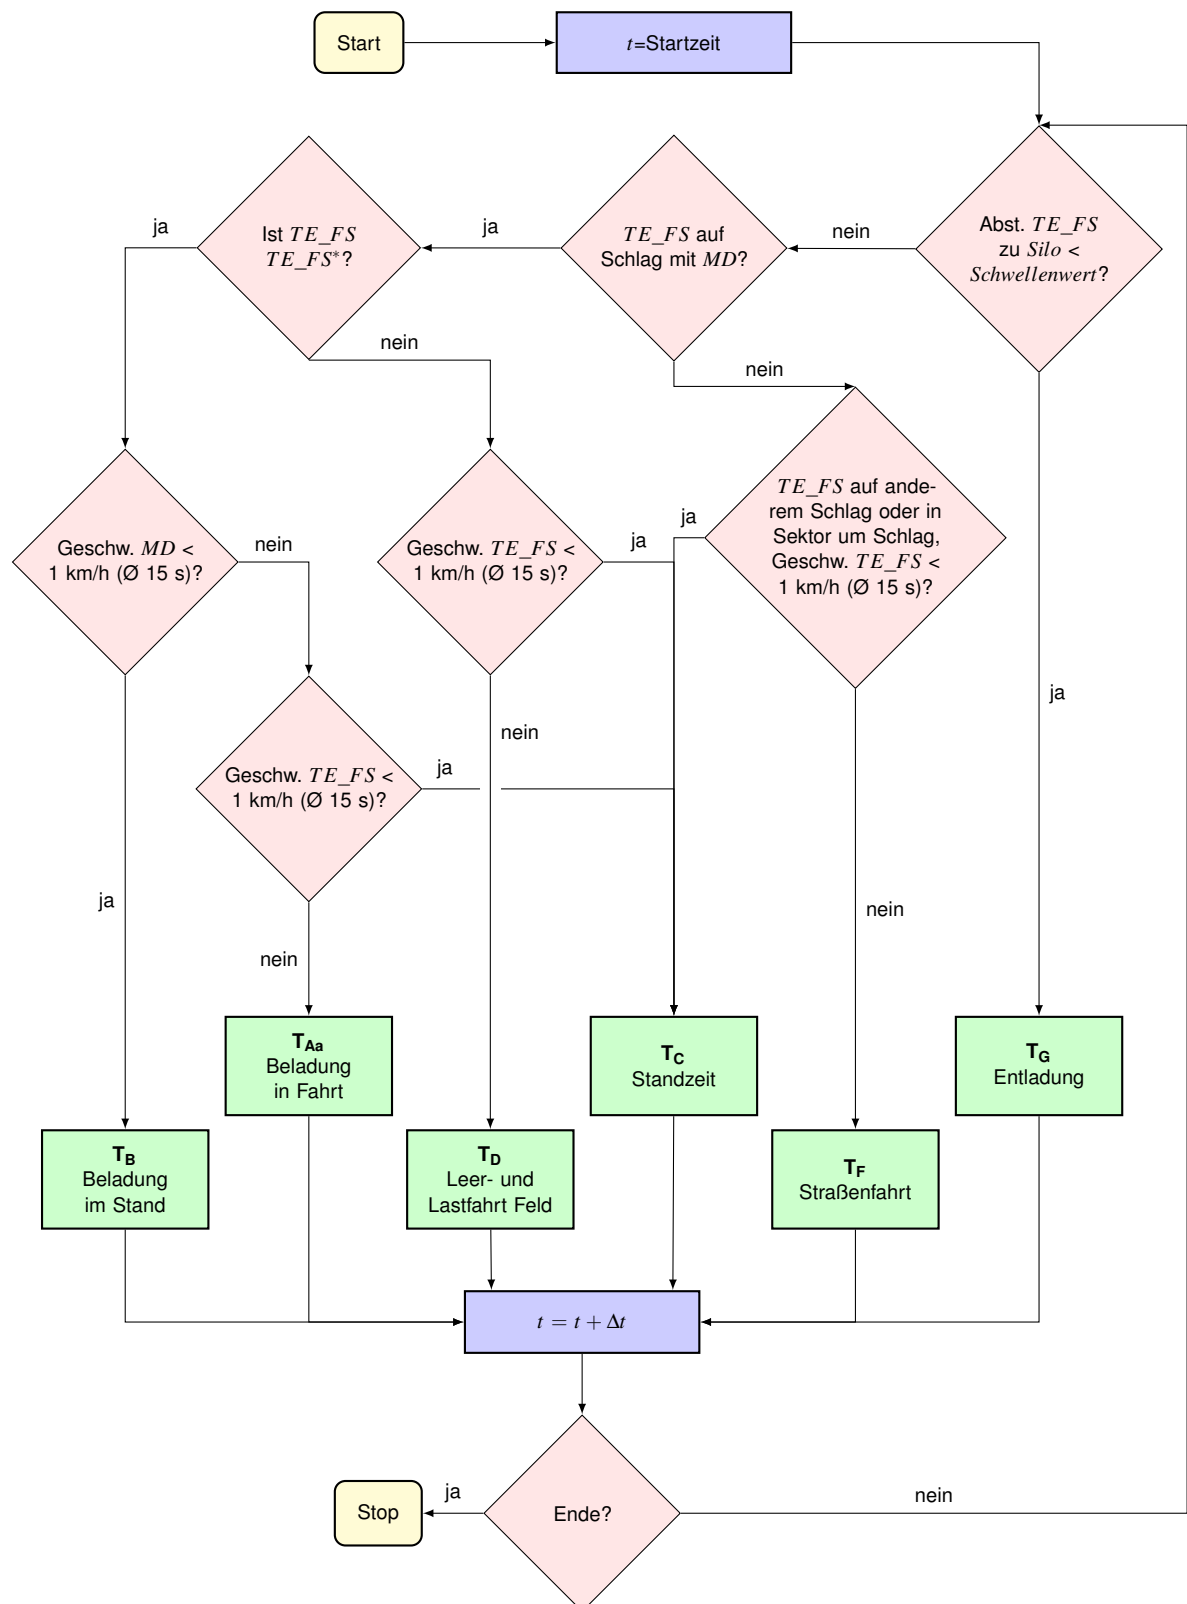 Start
t=Startzeit
Abst. TE_FS
zu Silo <
Schwellenwert?
nein
TE_FS auf
Schlag mit MD?
ja
Ist TE_FS
TE_FS*?
ja
nein
nein
ja
TE_FS auf ande-
rem Schlag oder in
Sektor um Schlag,
Geschw. TE_FS <
1 km/h (Ø 15 s)?
ja
Geschw. MD <
1 km/h (Ø 15 s)?
nein
Geschw. TE_FS <
1 km/h (Ø 15 s)?
ja
nein
Geschw. TE_FS <
1 km/h (Ø 15 s)?
ja
ja
nein
nein
T_Aa
Beladung
in Fahrt
T_C
Standzeit
T_G
Entladung
T_B
Beladung
im Stand
T_D
Leer- und
Lastfahrt Feld
T_F
Straßenfahrt
t = t + Δt
Ende?
ja
nein
Stop